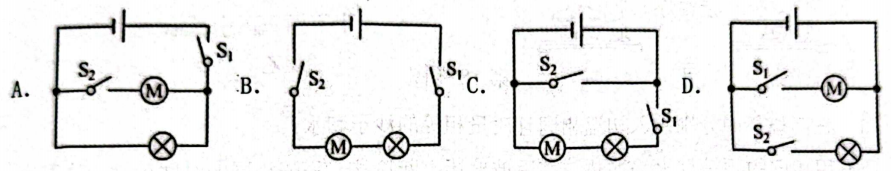 A. S₁ S₂ M
B. S₂ S₁ M
C. S₂ S₁ M
D. S₁ M S₂